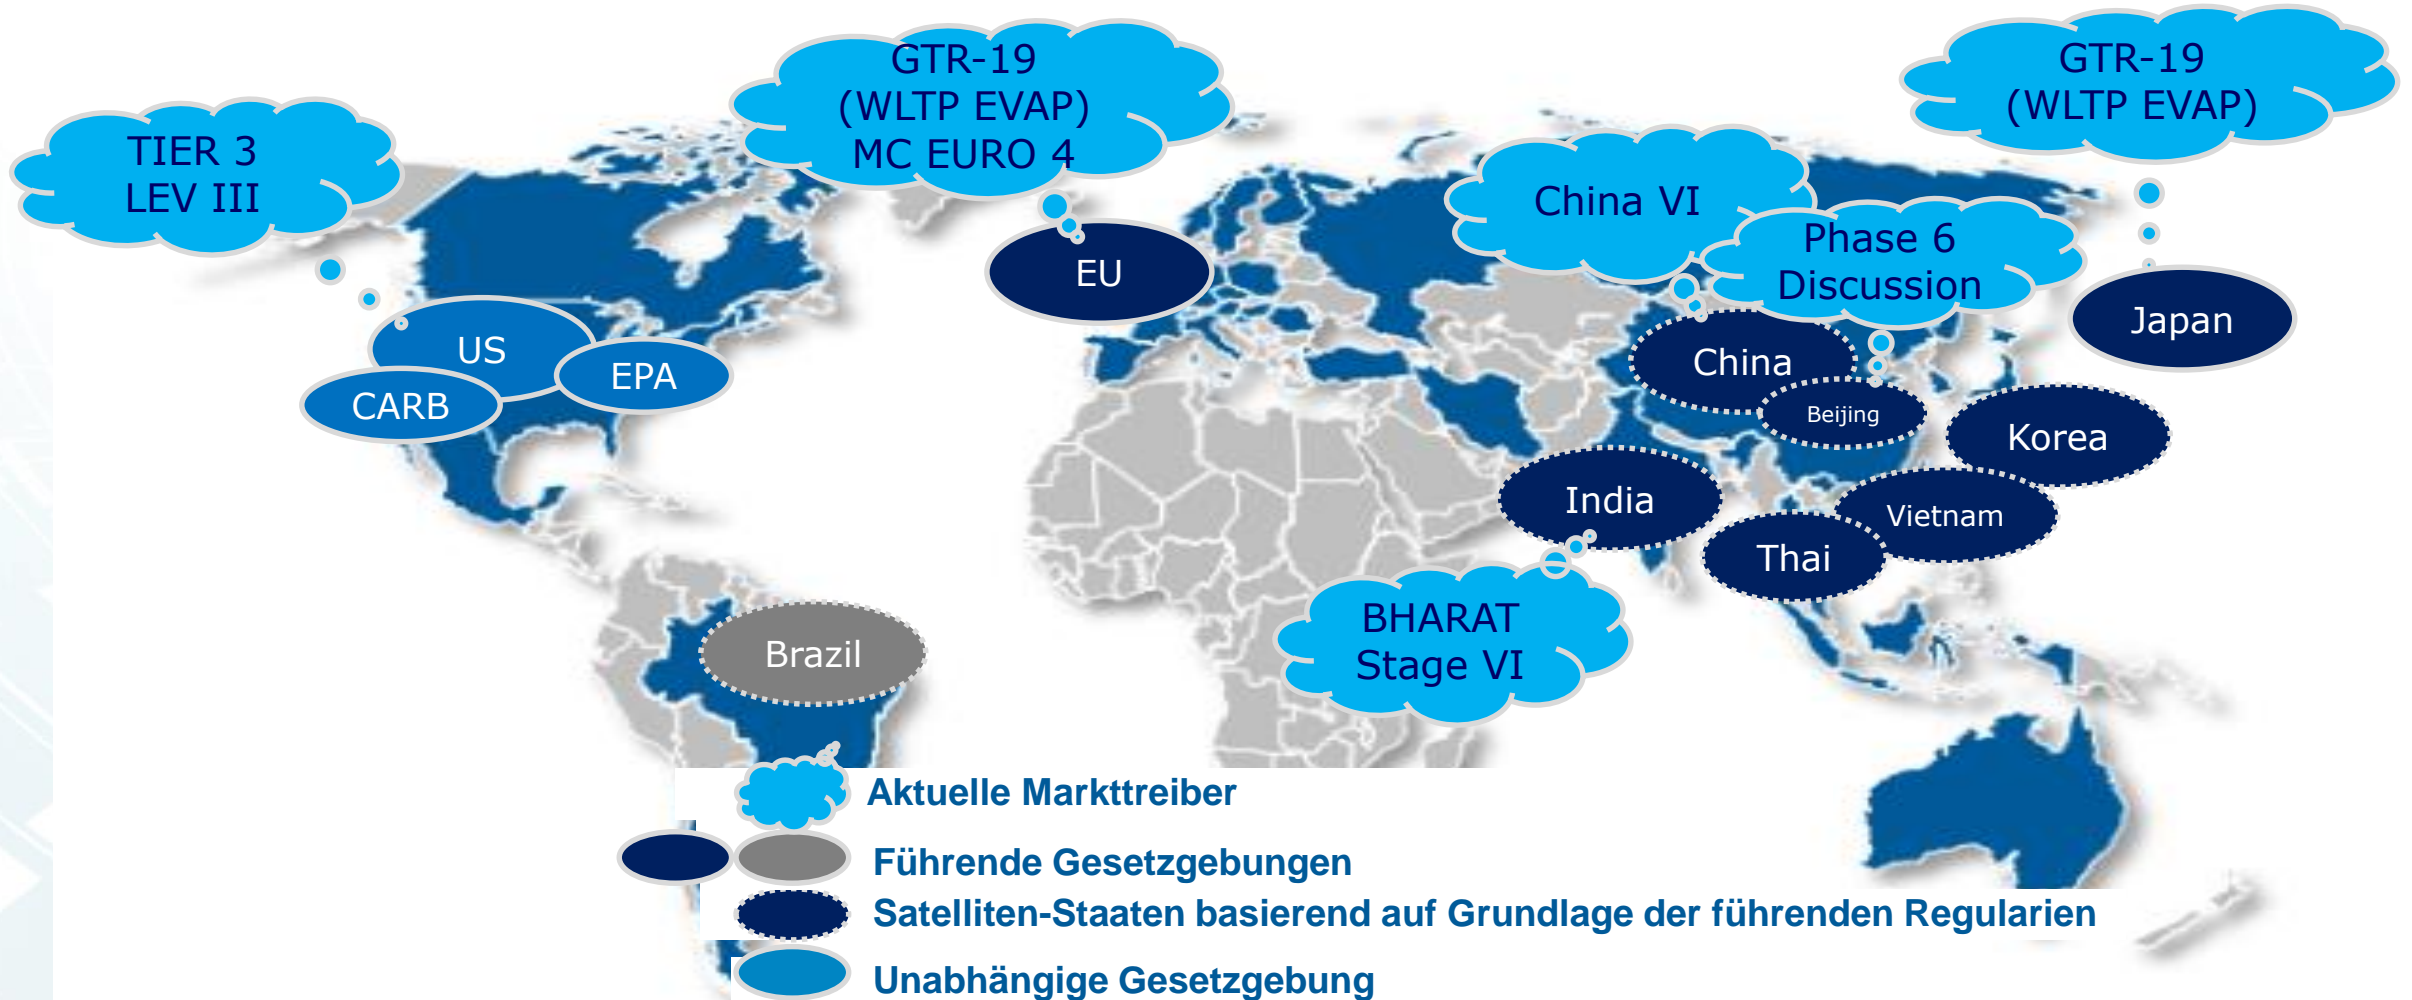 GTR-19
(WLTP EVAP)
MC EURO 4
GTR-19
(WLTP EVAP)
TIER 3
LEV III
China VI
Phase 6
Discussion
EU
Japan
US
EPA
CARB
China
Beijing
Korea
India
Vietnam
Thai
BHARAT
Stage VI
Brazil
Aktuelle Markttreiber
Führende Gesetzgebungen
Satelliten-Staaten basierend auf Grundlage der führenden Regularien
Unabhängige Gesetzgebung